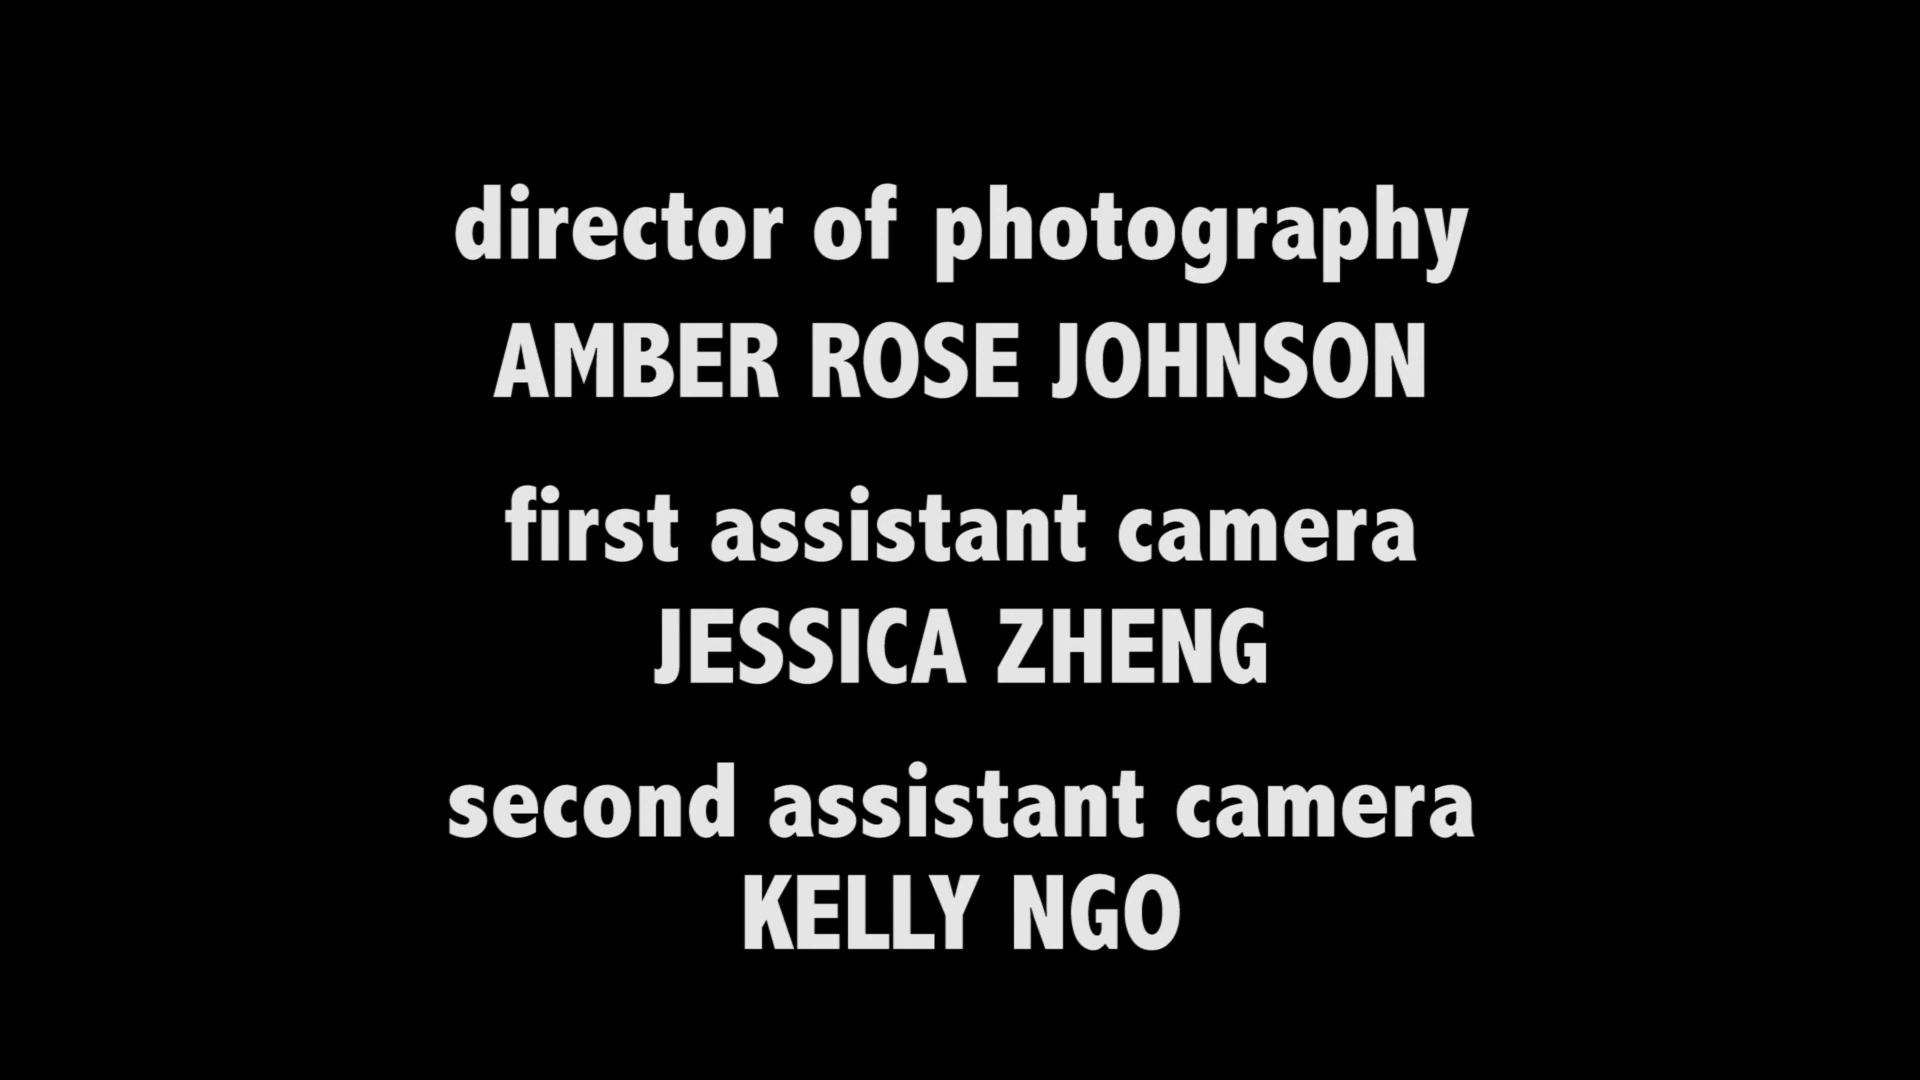 director of photography
AMBER ROSE JOHNSON
first assistant camera
JESSICA ZHENG
second assistant camera
KELLY NGO